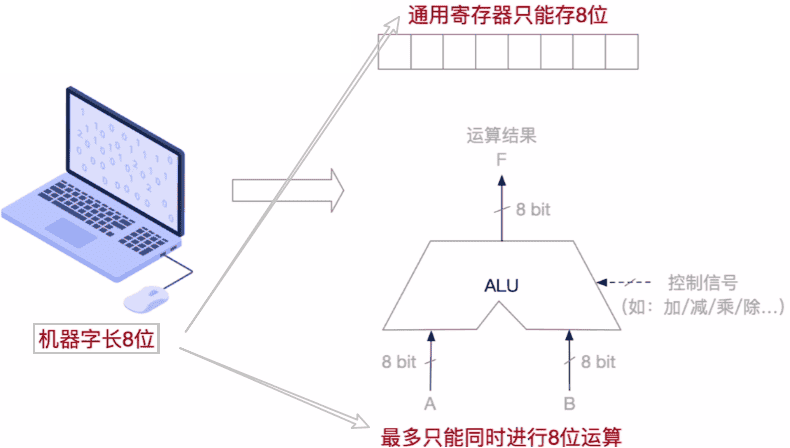 通用寄存器只能存8位
运算结果
F
8 bit
ALU
控制信号
(如：加/减/乘/除...)
机器字长8位
8 bit
8 bit
A
B
最多只能同时进行8位运算